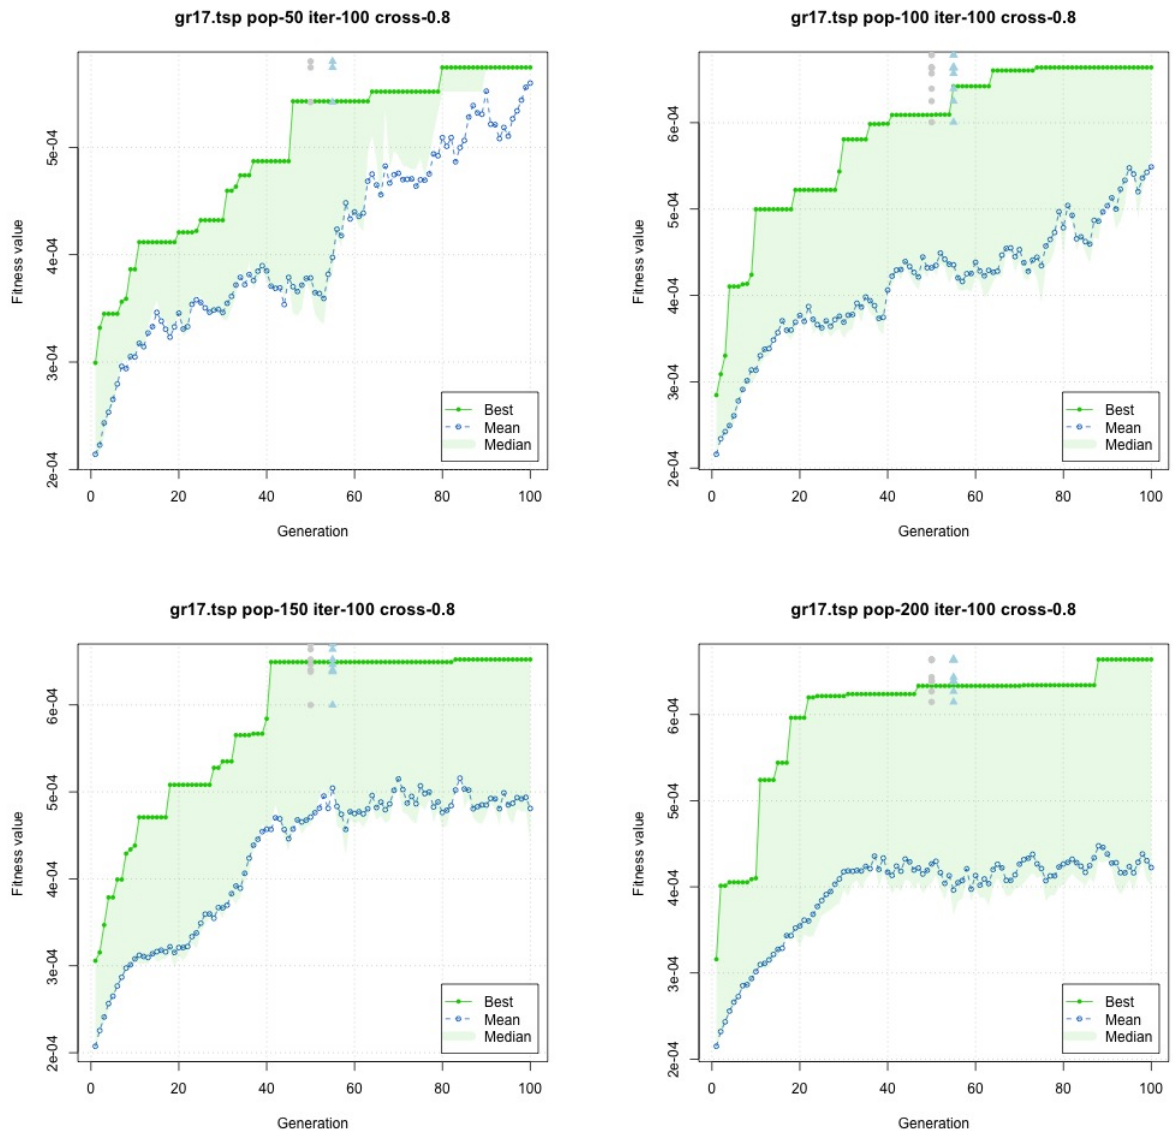 gr17.tsp pop-50 iter-100 cross-0.8
Fitness value
5e-04
4e-04
3e-04
2e-04
Best
Mean
Median
0 20 40 60 80 100
Generation
gr17.tsp pop-100 iter-100 cross-0.8
Fitness value
6e-04
5e-04
4e-04
3e-04
2e-04
Best
Mean
Median
0 20 40 60 80 100
Generation
gr17.tsp pop-150 iter-100 cross-0.8
Fitness value
6e-04
5e-04
4e-04
3e-04
2e-04
Best
Mean
Median
0 20 40 60 80 100
Generation
gr17.tsp pop-200 iter-100 cross-0.8
Fitness value
6e-04
5e-04
4e-04
3e-04
2e-04
Best
Mean
Median
0 20 40 60 80 100
Generation